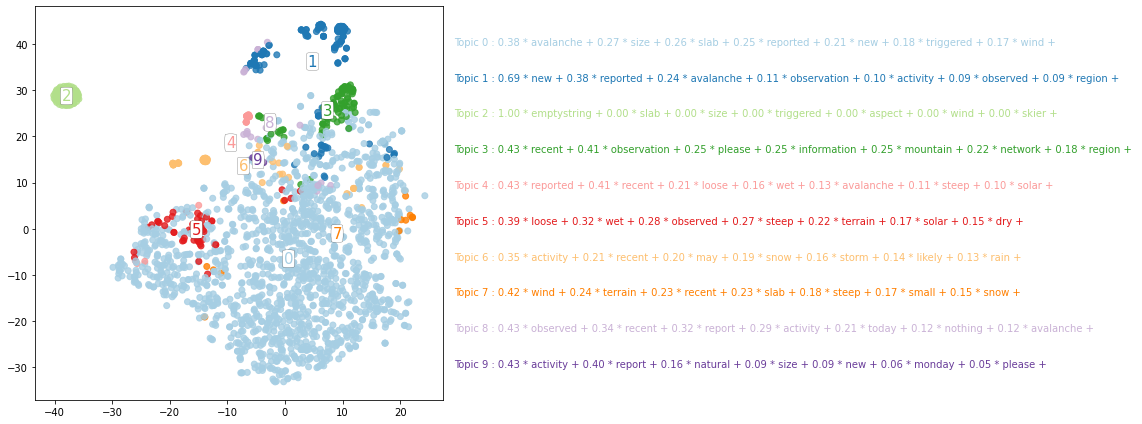 40
30
20
10
0
−10
−20
−30
−40
−30
−20
−10
0
10
20
1
2
3
8
4
9
6
5
7
0
Topic 0 : 0.38 * avalanche + 0.27 * size + 0.26 * slab + 0.25 * reported + 0.21 * new + 0.18 * triggered + 0.17 * wind +
Topic 1 : 0.69 * new + 0.38 * reported + 0.24 * avalanche + 0.11 * observation + 0.10 * activity + 0.09 * observed + 0.09 * region +
Topic 2 : 1.00 * emptystring + 0.00 * slab + 0.00 * size + 0.00 * triggered + 0.00 * aspect + 0.00 * wind + 0.00 * skier +
Topic 3 : 0.43 * recent + 0.41 * observation + 0.25 * please + 0.25 * information + 0.25 * mountain + 0.22 * network + 0.18 * region +
Topic 4 : 0.43 * reported + 0.41 * recent + 0.21 * loose + 0.16 * wet + 0.13 * avalanche + 0.11 * steep + 0.10 * solar +
Topic 5 : 0.39 * loose + 0.32 * wet + 0.28 * observed + 0.27 * steep + 0.22 * terrain + 0.17 * solar + 0.15 * dry +
Topic 6 : 0.35 * activity + 0.21 * recent + 0.20 * may + 0.19 * snow + 0.16 * storm + 0.14 * likely + 0.13 * rain +
Topic 7 : 0.42 * wind + 0.24 * terrain + 0.23 * recent + 0.23 * slab + 0.18 * steep + 0.17 * small + 0.15 * snow +
Topic 8 : 0.43 * observed + 0.34 * recent + 0.32 * report + 0.29 * activity + 0.21 * today + 0.12 * nothing + 0.12 * avalanche +
Topic 9 : 0.43 * activity + 0.40 * report + 0.16 * natural + 0.09 * size + 0.09 * new + 0.06 * monday + 0.05 * please +